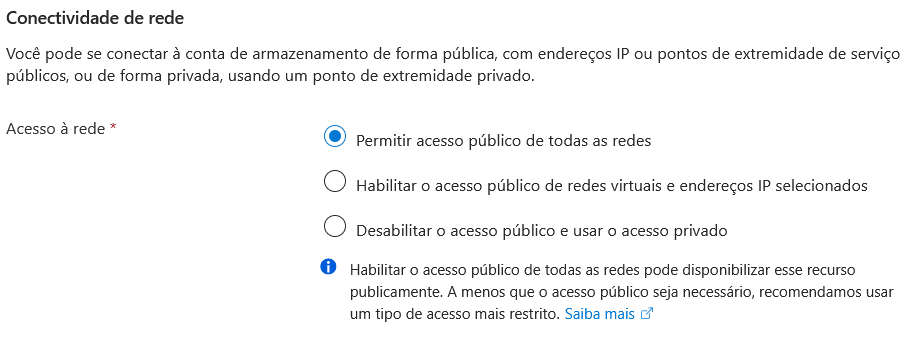 Conectividade de rede
Você pode se conectar à conta de armazenamento de forma pública, com endereços IP ou pontos de extremidade de serviço
públicos, ou de forma privada, usando um ponto de extremidade privado.
Acesso à rede *
Permitir acesso público de todas as redes
Habilitar o acesso público de redes virtuais e endereços IP selecionados
Desabilitar o acesso público e usar o acesso privado
Habilitar o acesso público de todas as redes pode disponibilizar esse recurso
publicamente. A menos que o acesso público seja necessário, recomendamos usar
um tipo de acesso mais restrito. Saiba mais